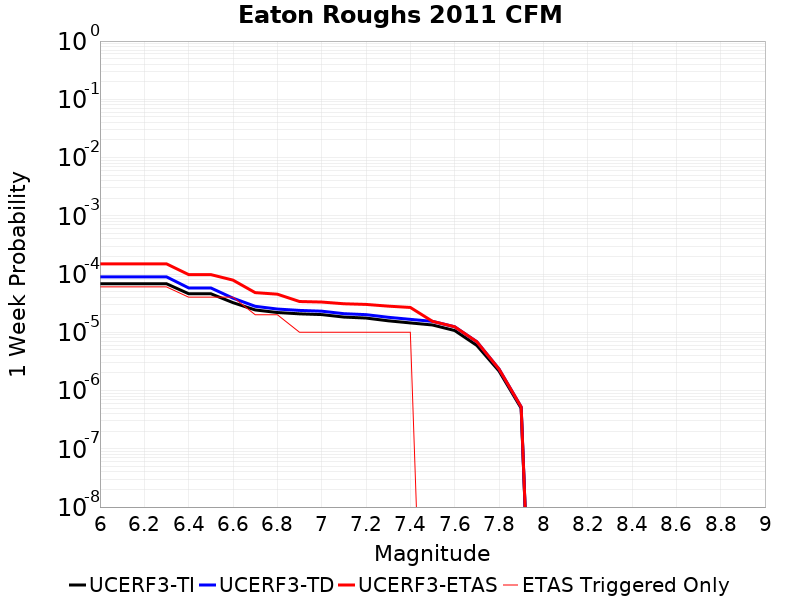 Eaton Roughs 2011 CFM
1 Week Probability
10^0
10^-1
10^-2
10^-3
10^-4
10^-5
10^-6
10^-7
10^-8
6 6.2 6.4 6.6 6.8 7 7.2 7.4 7.6 7.8 8 8.2 8.4 8.6 8.8 9
Magnitude
UCERF3-TI UCERF3-TD UCERF3-ETAS ETAS Triggered Only